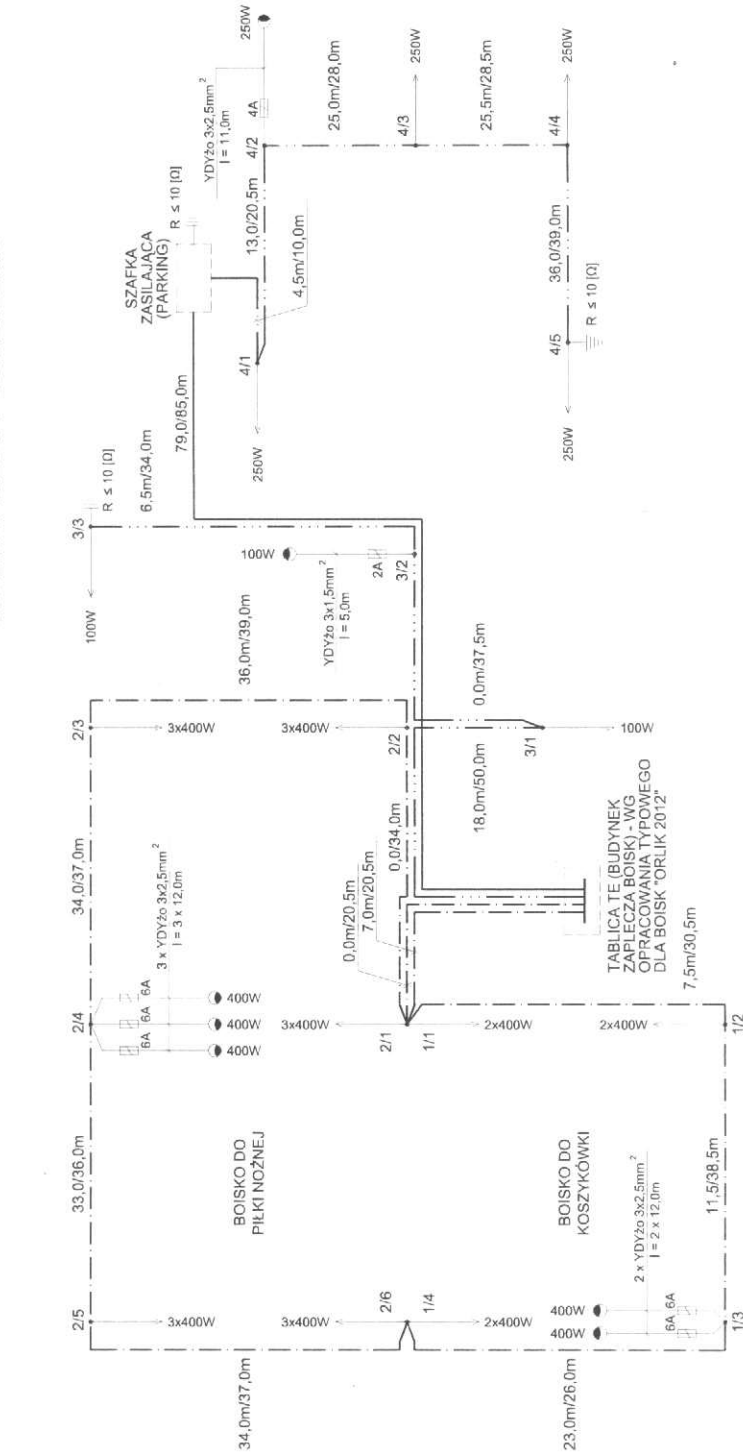 250W
YDYżo 3x2,5mm²
l = 11,0m
4A
4/2
25,0m/28,0m
4/3
250W
25,5m/28,5m
4/4
250W
SZAFKA
ZASILAJĄCA
(PARKING)
R ≤ 10 [Ω]
13,0/20,5m
4,5m/10,0m
4/1
250W
36,0m/39,0m
4/5
R ≤ 10 [Ω]
250W
79,0/85,0m
6,5m/34,0m
R ≤ 10 [Ω]
3/3
100W
100W
2A
3/2
YDYżo 3x1,5mm²
l = 5,0m
36,0m/39,0m
0,0m/37,5m
2/3
3x400W
3x400W
2/2
3/1
100W
18,0m/50,0m
34,0/37,0m
3 x YDYżo 3x2,5mm²
l = 3 x 12,0m
0,0m/20,5m
7,0m/20,5m
0,0/34,0m
TABLICA TE (BUDYNEK
ZAPLECZA BOISK) - WG
OPRACOWANIA TYPOWEGO
DLA BOISK "ORLIK 2012"
7,5m/30,5m
2/4
6A
6A
6A
400W
400W
400W
3x400W
2/1
1/1
2x400W
2x400W
1/2
33,0/36,0m
BOISKO DO
PIŁKI NOŻNEJ
BOISKO DO
KOSZYKÓWKI
2 x YDYżo 3x2,5mm²
l = 2 x 12,0m
11,5/38,5m
2/5
3x400W
3x400W
2/6
1/4
2x400W
400W
400W
6A
6A
1/3
34,0m/37,0m
23,0m/26,0m